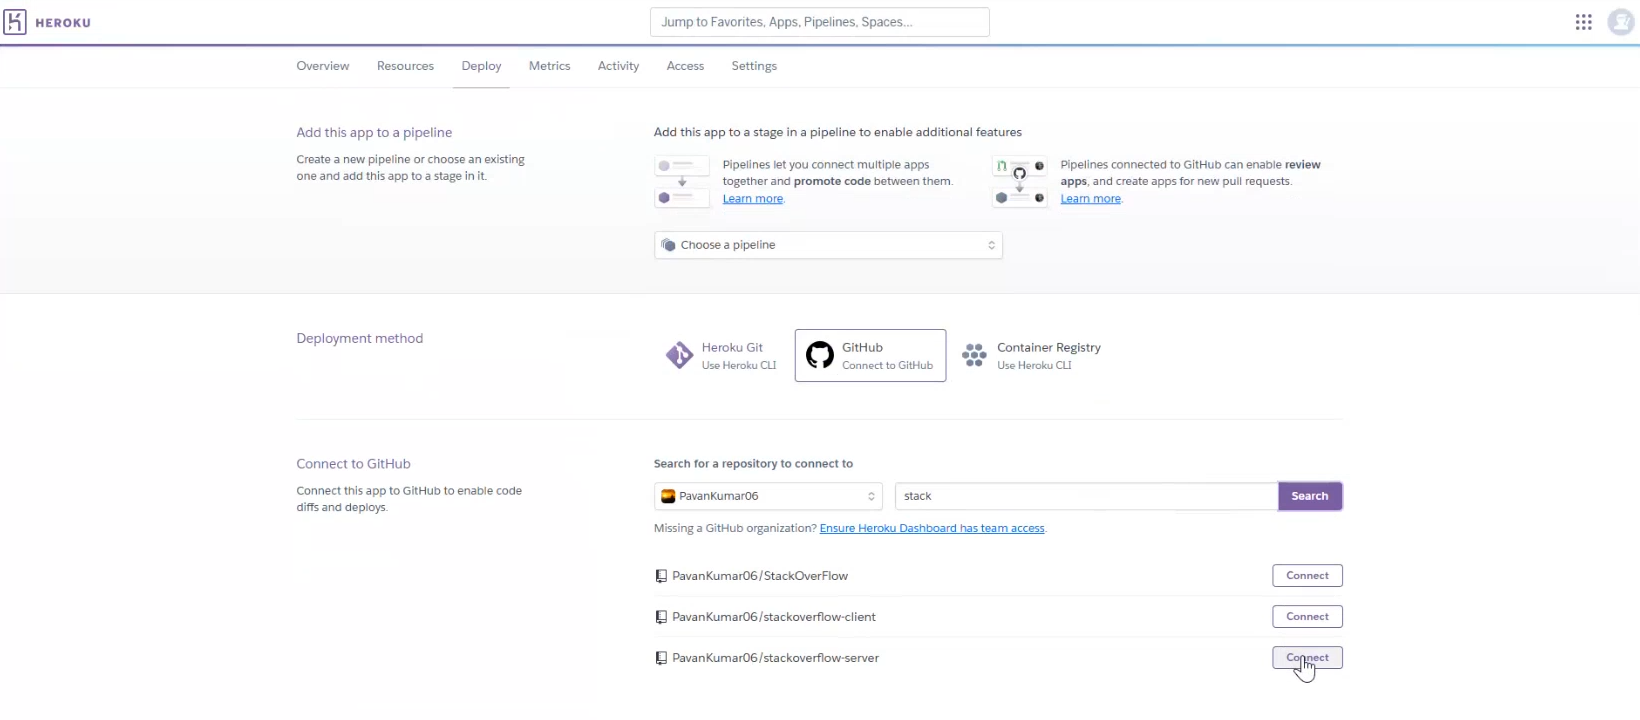 HEROKU
Jump to Favorites, Apps, Pipelines, Spaces...
Overview Resources Deploy Metrics Activity Access Settings
Add this app to a pipeline
Create a new pipeline or choose an existing
one and add this app to a stage in it.
Add this app to a stage in a pipeline to enable additional features
Pipelines let you connect multiple apps
together and promote code between them.
Learn more.
Pipelines connected to GitHub can enable review
apps, and create apps for new pull requests.
Learn more.
Choose a pipeline
Deployment method
Heroku Git
Use Heroku CLI
GitHub
Connect to GitHub
Container Registry
Use Heroku CLI
Connect to GitHub
Connect this app to GitHub to enable code
diffs and deploys.
Search for a repository to connect to
PavanKumar06 stack Search
Missing a GitHub organization? Ensure Heroku Dashboard has team access.
PavanKumar06/StackOverFlow Connect
PavanKumar06/stackoverflow-client Connect
PavanKumar06/stackoverflow-server Connect